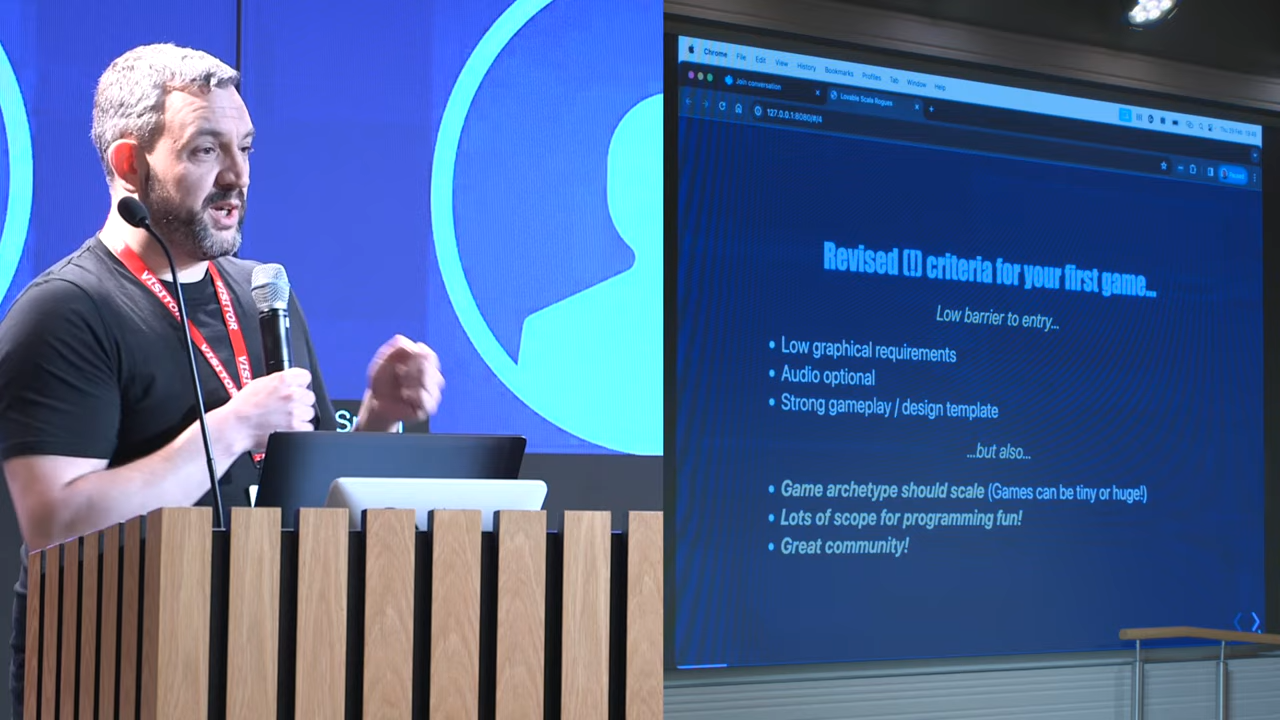 VISITOR
VISITOR
VIS
Chrome File Edit View History Bookmarks Profiles Tab Window Help
Join conversation
Lovable Scala Rogues
127.0.0.1:8080/#/4
Revised (!) criteria for your first game...
Low barrier to entry...
• Low graphical requirements
• Audio optional
• Strong gameplay / design template
...but also...
• Game archetype should scale (Games can be tiny or huge!)
• Lots of scope for programming fun!
• Great community!